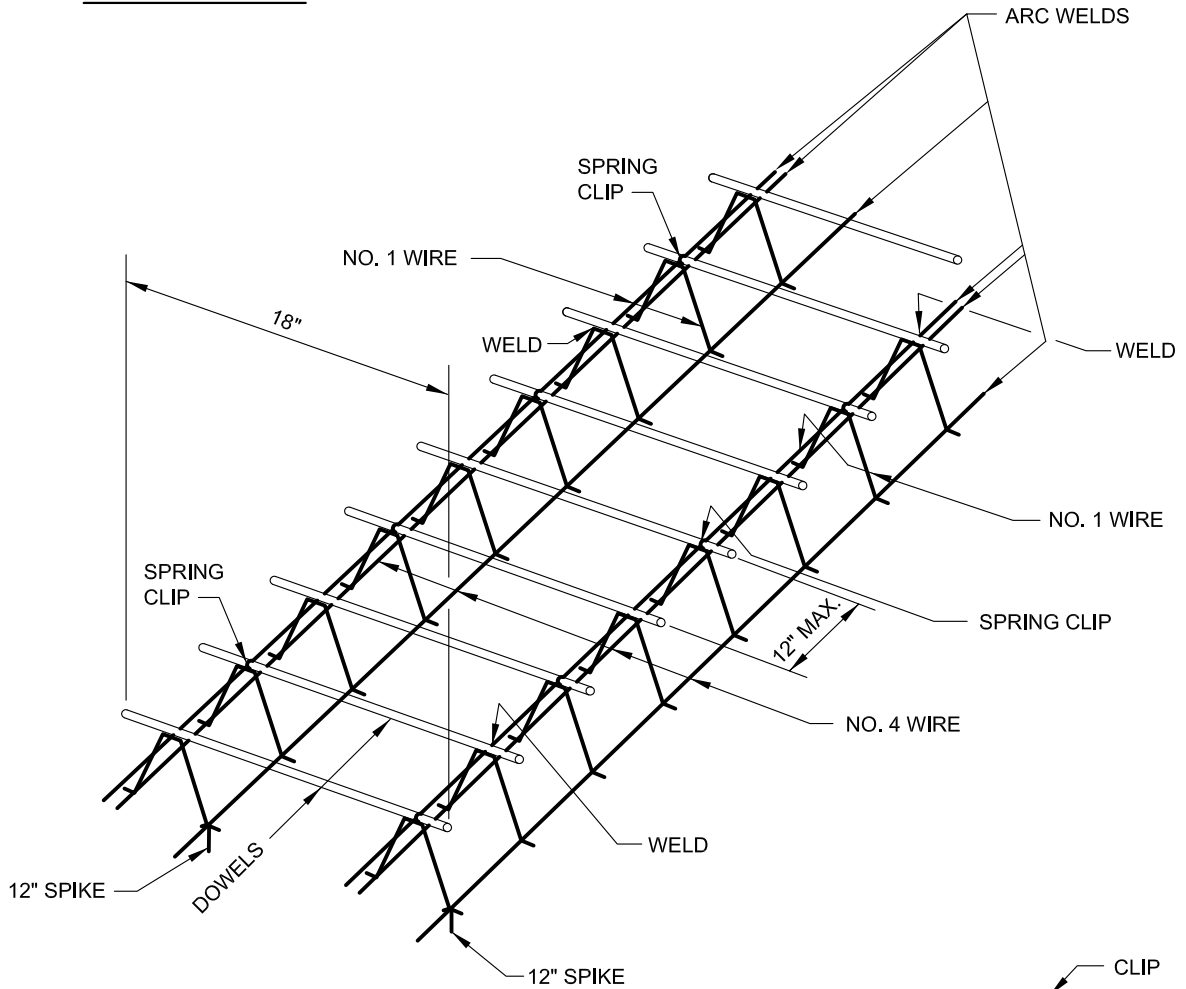 ARC WELDS
SPRING
CLIP
NO. 1 WIRE
18"
WELD
WELD
NO. 1 WIRE
SPRING
CLIP
SPRING CLIP
12" MAX.
NO. 4 WIRE
WELD
DOWELS
12" SPIKE
12" SPIKE
CLIP